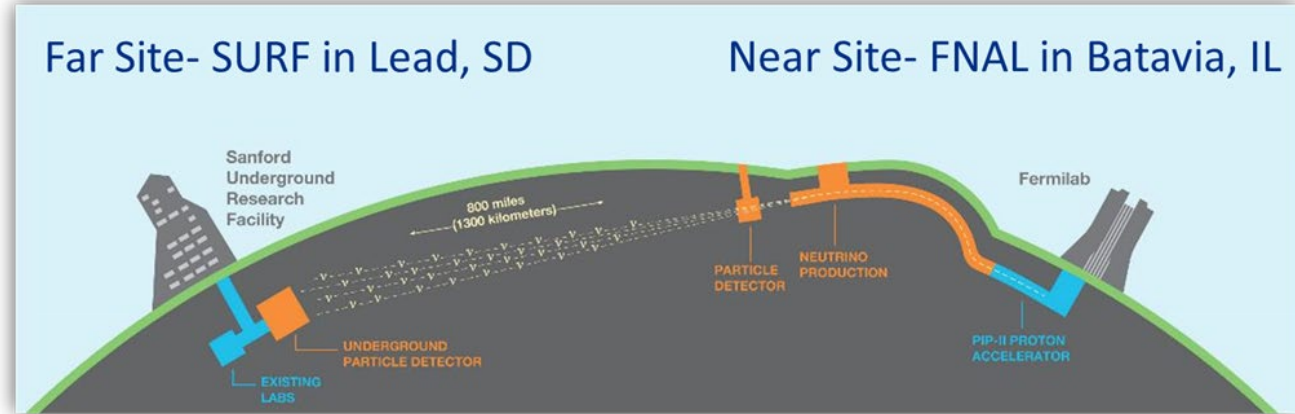 Far Site- SURF in Lead, SD
Near Site- FNAL in Batavia, IL
Sanford
Underground
Research
Facility
800 miles
(1300 kilometers)
Fermilab
PARTICLE
DETECTOR
NEUTRINO
PRODUCTION
UNDERGROUND
PARTICLE DETECTOR
PIP-II PROTON
ACCELERATOR
EXISTING
LABS